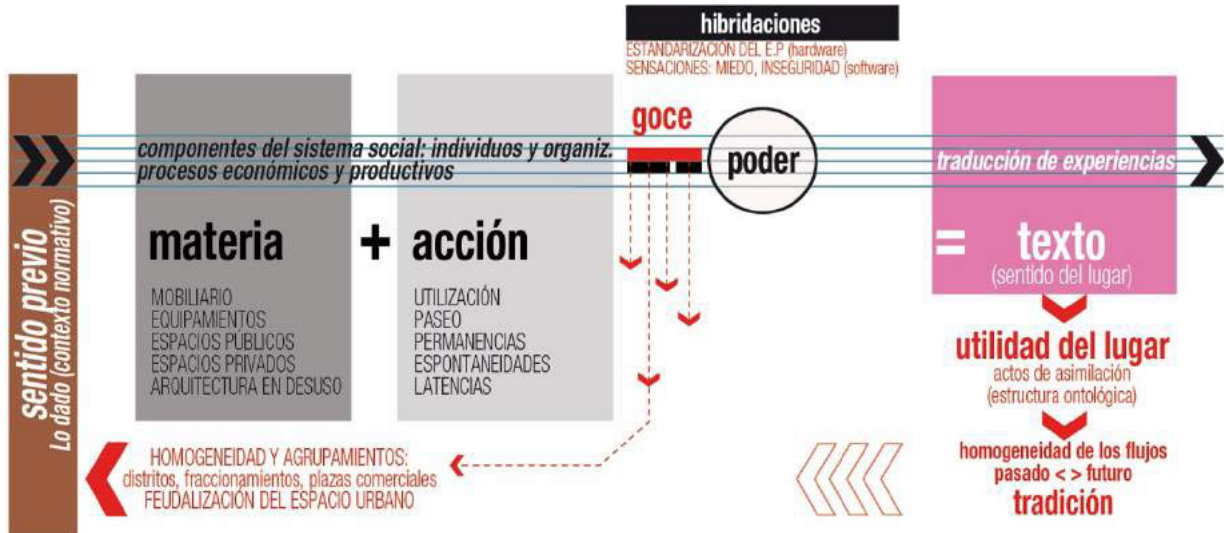 hibridaciones
ESTANDARIZACIÓN DEL E.P (hardware)
SENSACIONES: MIEDO, INSEGURIDAD (software)
sentido previo
Lo dado (contexto normativo)
componentes del sistema social: individuos y organiz.
procesos económicos y productivos
materia
MOBILIARIO
EQUIPAMIENTOS
ESPACIOS PÚBLICOS
ESPACIOS PRIVADOS
ARQUITECTURA EN DESUSO
+
acción
UTILIZACIÓN
PASEO
PERMANENCIAS
ESPONTANEIDADES
LATENCIAS
goce
poder
traducción de experiencias
= texto
(sentido del lugar)
utilidad del lugar
actos de asimilación
(estructura ontológica)
homogeneidad de los flujos
pasado < > futuro
tradición
HOMOGENEIDAD Y AGRUPAMIENTOS:
distritos, fraccionamientos, plazas comerciales
FEUDALIZACIÓN DEL ESPACIO URBANO